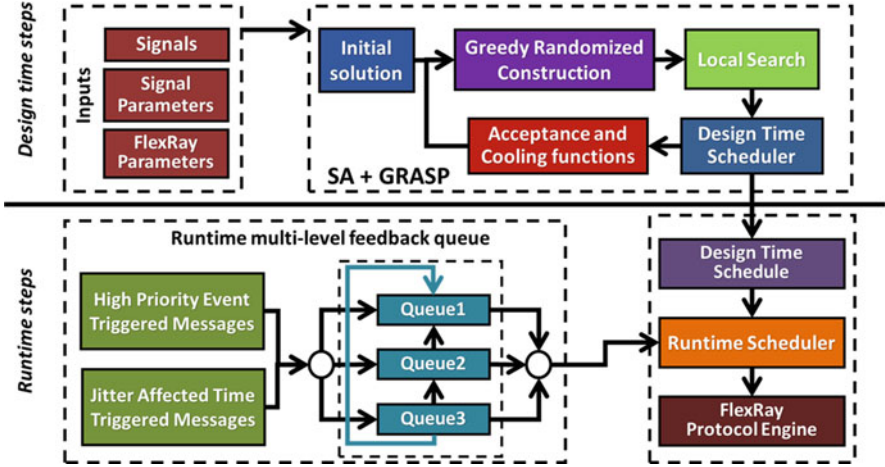 Design time steps
Inputs
Signals
Signal
Parameters
FlexRay
Parameters
Initial
solution
Greedy Randomized
Construction
Local Search
Acceptance and
Cooling functions
Design Time
Scheduler
SA + GRASP
Runtime steps
Runtime multi-level feedback queue
High Priority Event
Triggered Messages
Jitter Affected Time
Triggered Messages
Queue1
Queue2
Queue3
Design Time
Schedule
Runtime Scheduler
FlexRay
Protocol Engine